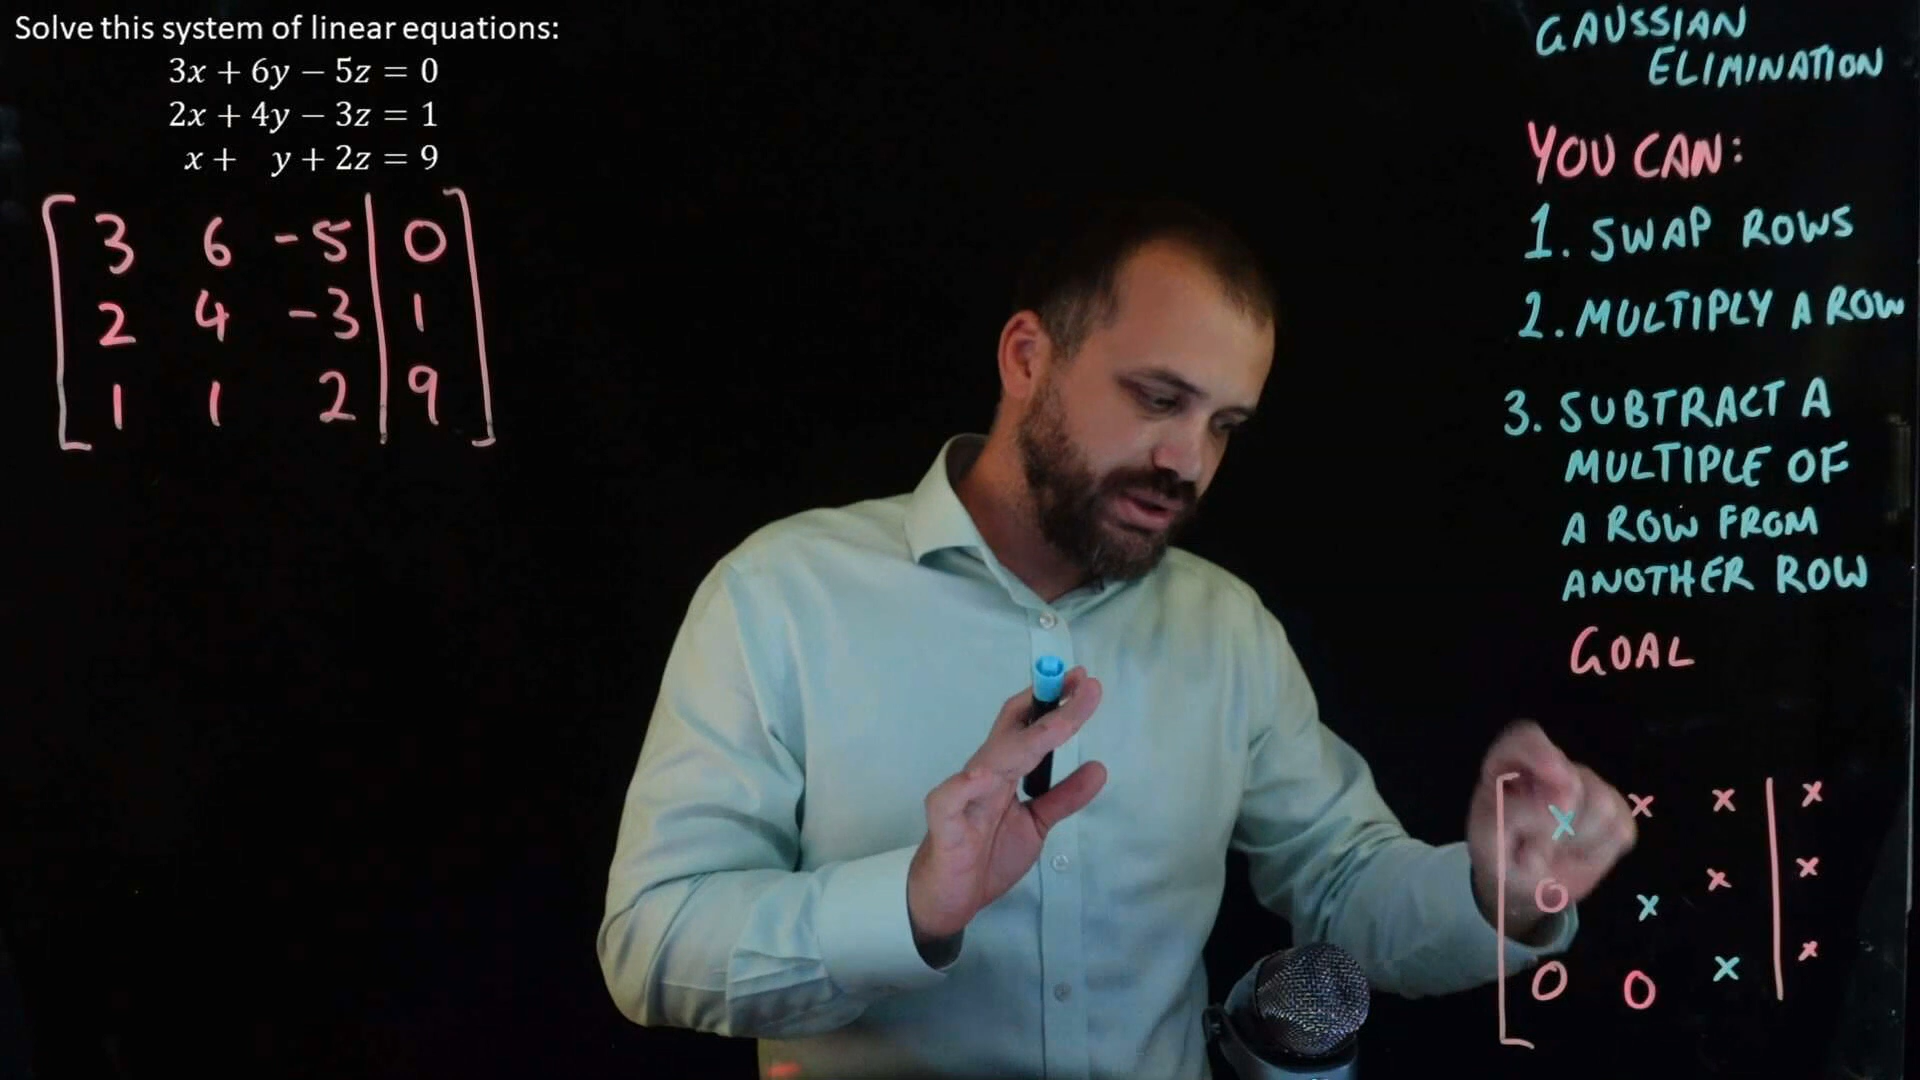 Solve this system of linear equations:
3x + 6y − 5z = 0
2x + 4y − 3z = 1
x + y + 2z = 9
3 6 -5 | 0
2 4 -3 | 1
1 1 2 | 9
GAUSSIAN
ELIMINATION
YOU CAN:
1. SWAP ROWS
2. MULTIPLY A ROW
3. SUBTRACT A
MULTIPLE OF
A ROW FROM
ANOTHER ROW
GOAL
x x x | x
0 x x | x
0 0 x | x